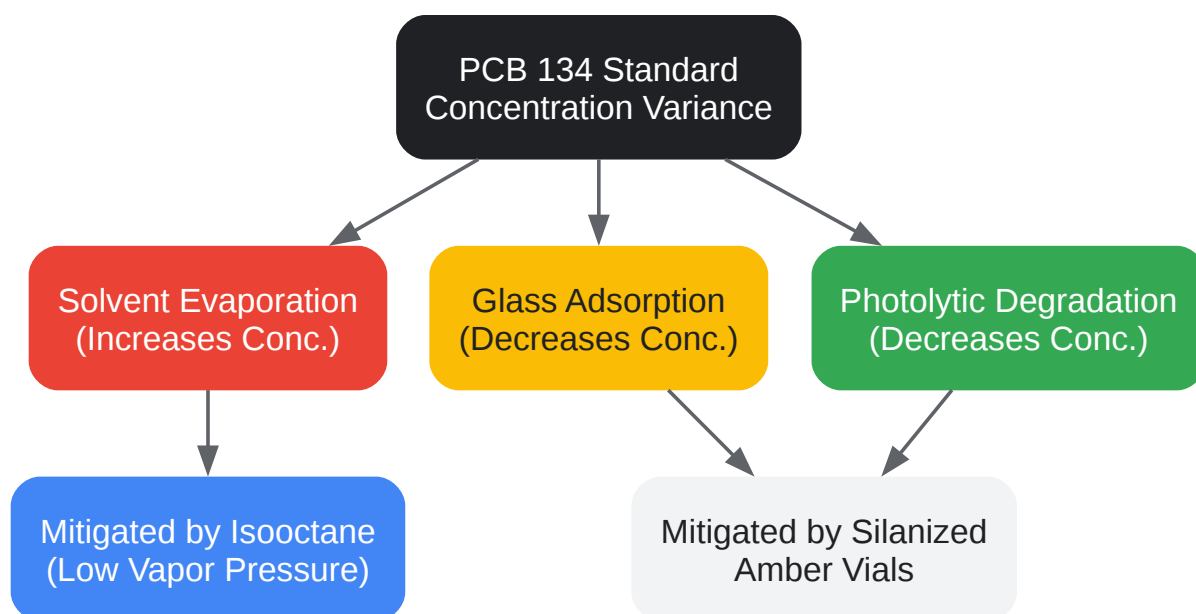 PCB 134 Standard
Concentration Variance
Solvent Evaporation
(Increases Conc.)
Glass Adsorption
(Decreases Conc.)
Photolytic Degradation
(Decreases Conc.)
Mitigated by Isooctane
(Low Vapor Pressure)
Mitigated by Silanized
Amber Vials